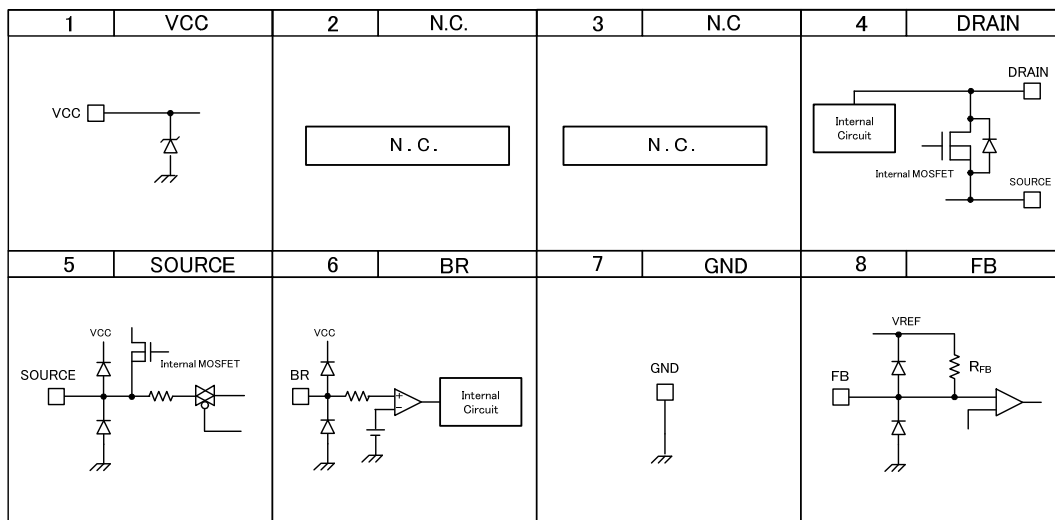 1 VCC 2 N.C. 3 N.C 4 DRAIN
VCC
N.C.
N.C.
DRAIN
Internal
Circuit
Internal MOSFET
SOURCE
5 SOURCE 6 BR 7 GND 8 FB
VCC
Internal MOSFET
SOURCE
VCC
BR
+
−
Internal
Circuit
GND
VREF
RFB
FB